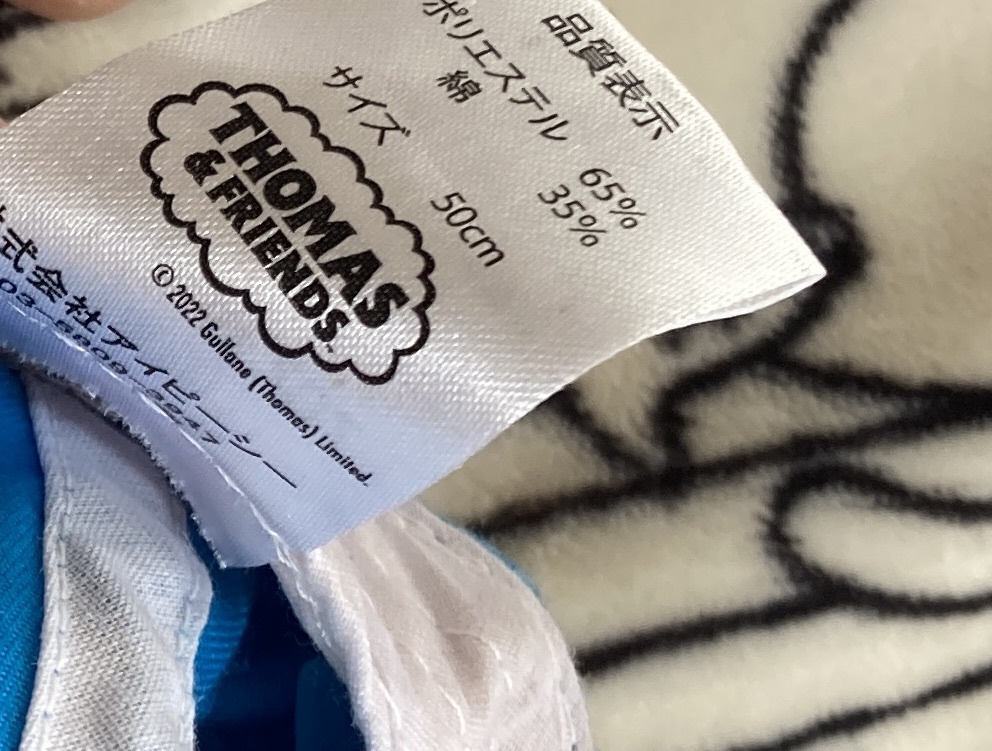 品質表示
ポリエステル 65%
綿 35%
サイズ 50cm
THOMAS
& FRIENDS™
© 2022 Gullane (Thomas) Limited.
式会社アイピーシー